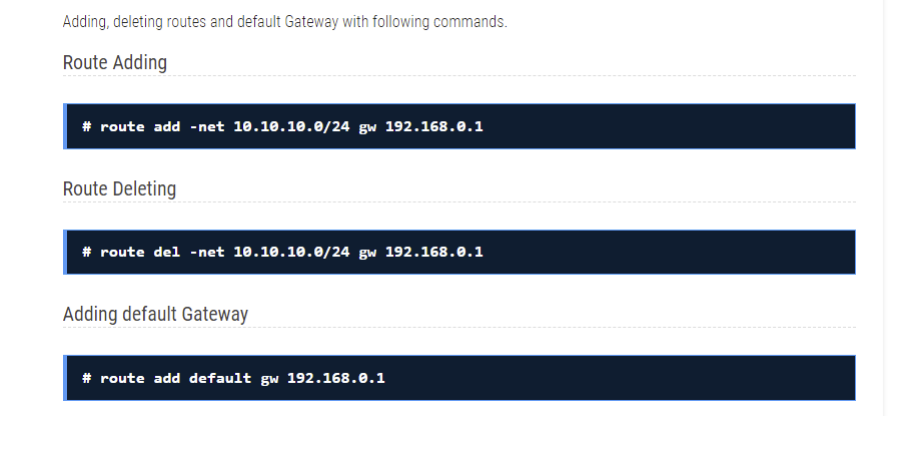 Adding, deleting routes and default Gateway with following commands.
Route Adding
# route add -net 10.10.10.0/24 gw 192.168.0.1
Route Deleting
# route del -net 10.10.10.0/24 gw 192.168.0.1
Adding default Gateway
# route add default gw 192.168.0.1